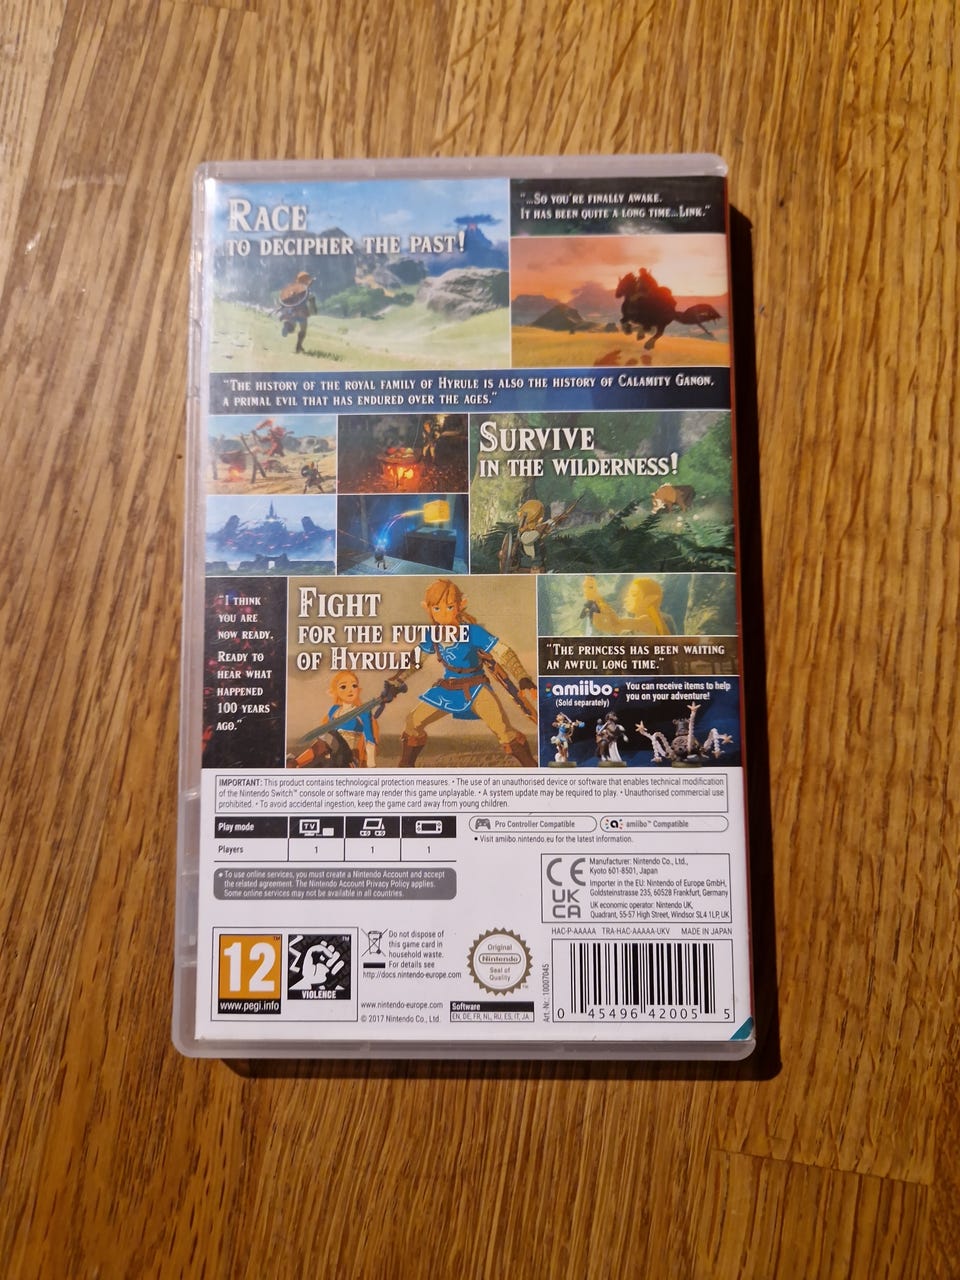 RACE
TO DECIPHER THE PAST!
"...SO YOU'RE FINALLY AWAKE.
IT HAS BEEN QUITE A LONG TIME...LINK."
"THE HISTORY OF THE ROYAL FAMILY OF HYRULE IS ALSO THE HISTORY OF CALAMITY GANON,
A PRIMAL EVIL THAT HAS ENDURED OVER THE AGES."
SURVIVE
IN THE WILDERNESS!
"I THINK
YOU ARE
NOW READY.
READY TO
HEAR WHAT
HAPPENED
100 YEARS
AGO."
FIGHT
FOR THE FUTURE
OF HYRULE!
"THE PRINCESS HAS BEEN WAITING
AN AWFUL LONG TIME."
amiibo
(Sold separately)
You can receive items to help
you on your adventure!
IMPORTANT: This product contains technological protection measures. • The use of an unauthorised device or software that enables technical modification
of the Nintendo Switch™ console or software may render this game unplayable. • A system update may be required to play. • Unauthorised commercial use
prohibited. • To avoid accidental ingestion, keep the game card away from young children.
Play mode TV
Players 1 1 1
Pro Controller Compatible
amiibo™ Compatible
• Visit amiibo.nintendo.eu for the latest information.
• To use online services, you must create a Nintendo Account and accept
the related agreement. The Nintendo Account Privacy Policy applies.
Some online services may not be available in all countries.
CE
UK
CA
Manufacturer: Nintendo Co., Ltd.,
Kyoto 601-8501, Japan
Importer in the EU: Nintendo of Europe GmbH,
Goldsteinstrasse 235, 60528 Frankfurt, Germany
UK economic operator: Nintendo UK,
Quadrant, 55-57 High Street, Windsor SL4 1LP, UK
HAC-P-AAAAA TRA-HAC-AAAAA-UKV MADE IN JAPAN
12
www.pegi.info
VIOLENCE
Do not dispose of
this game card in
household waste.
For details see
http://docs.nintendo-europe.com
www.nintendo-europe.com
© 2017 Nintendo Co., Ltd.
Original
Nintendo
Seal of
Quality
Software
EN, DE, FR, NL, RU, ES, IT, JA
Art. Nr.: 10007045
0 45496 42005 5